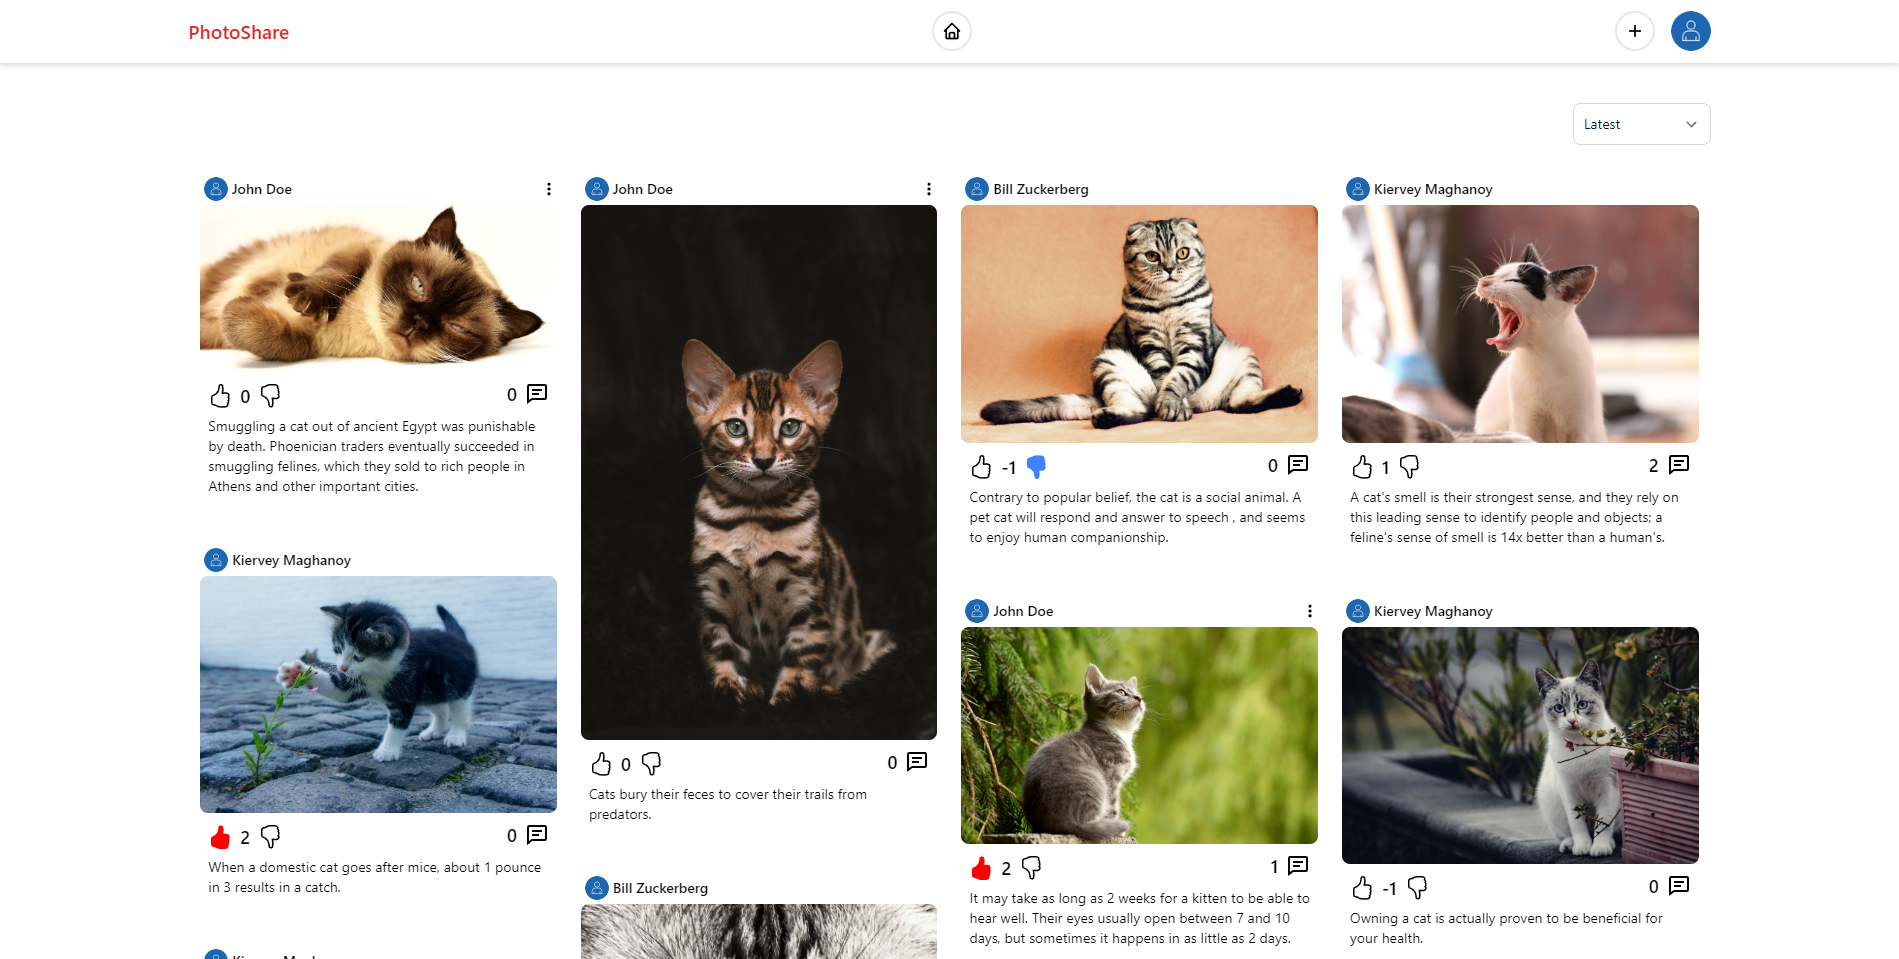 PhotoShare
Latest
John Doe
0
0
Smuggling a cat out of ancient Egypt was punishable
by death. Phoenician traders eventually succeeded in
smuggling felines, which they sold to rich people in
Athens and other important cities.
Kiervey Maghanoy
2
0
When a domestic cat goes after mice, about 1 pounce
in 3 results in a catch.
John Doe
0
0
Cats bury their feces to cover their trails from
predators.
Bill Zuckerberg
Bill Zuckerberg
-1
0
Contrary to popular belief, the cat is a social animal. A
pet cat will respond and answer to speech , and seems
to enjoy human companionship.
John Doe
2
1
It may take as long as 2 weeks for a kitten to be able to
hear well. Their eyes usually open between 7 and 10
days, but sometimes it happens in as little as 2 days.
Kiervey Maghanoy
1
2
A cat's smell is their strongest sense, and they rely on
this leading sense to identify people and objects; a
feline's sense of smell is 14x better than a human's.
Kiervey Maghanoy
-1
0
Owning a cat is actually proven to be beneficial for
your health.